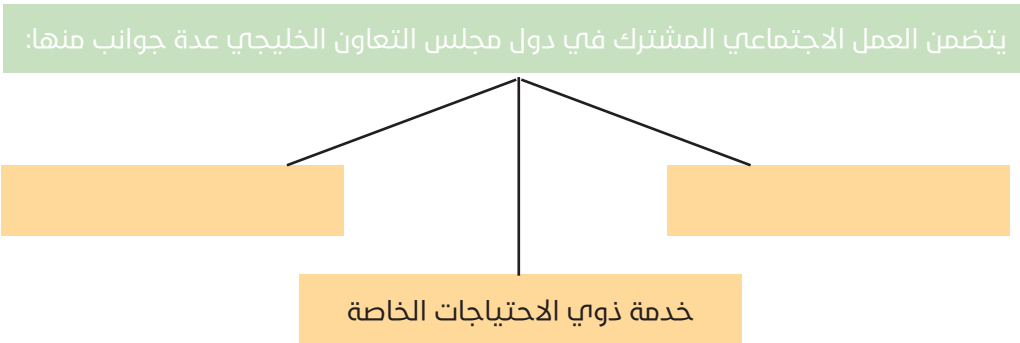 يتضمن العمل الاجتماعي المشترك في دول مجلس التعاون الخليجي عدة جوانب منها:
خدمة ذوي الاحتياجات الخاصة